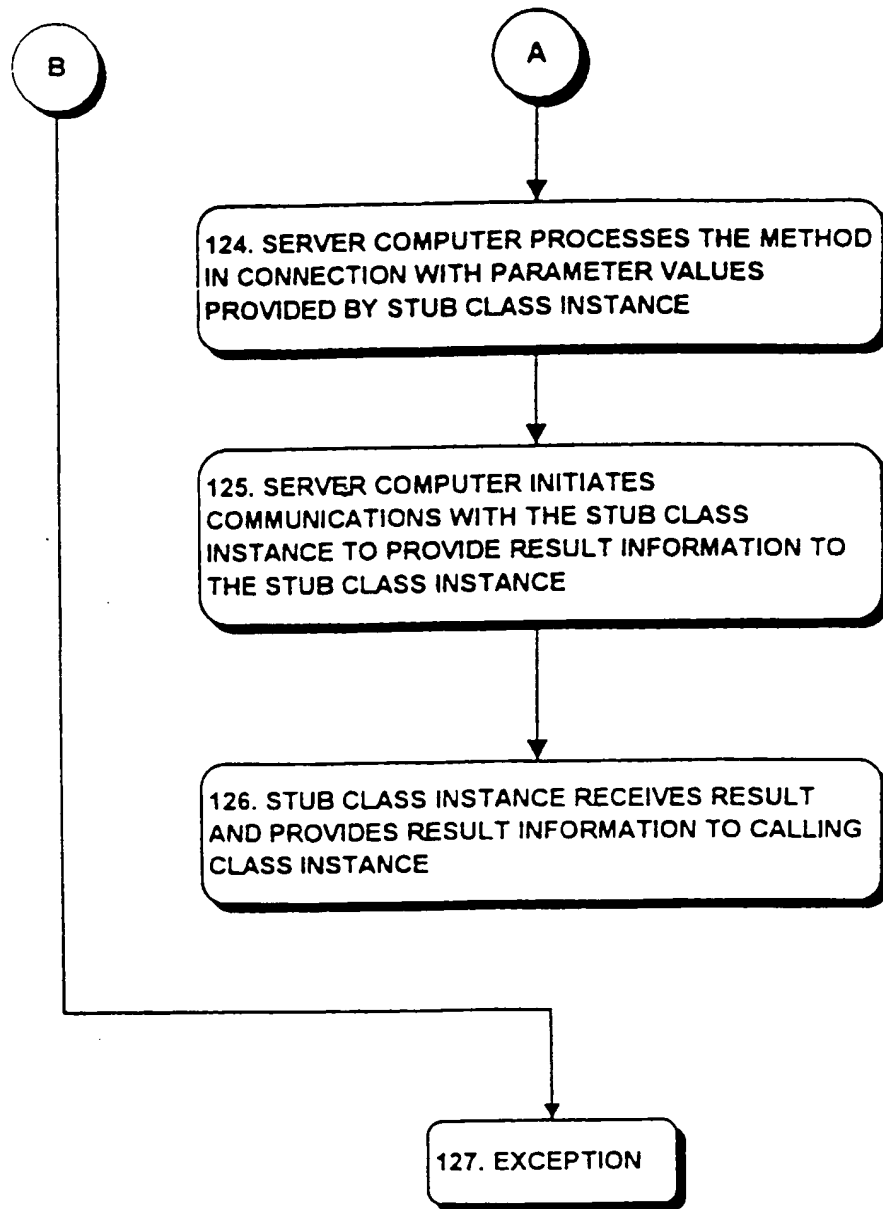 B
A
124. SERVER COMPUTER PROCESSES THE METHOD
IN CONNECTION WITH PARAMETER VALUES
PROVIDED BY STUB CLASS INSTANCE
125. SERVER COMPUTER INITIATES
COMMUNICATIONS WITH THE STUB CLASS
INSTANCE TO PROVIDE RESULT INFORMATION TO
THE STUB CLASS INSTANCE
126. STUB CLASS INSTANCE RECEIVES RESULT
AND PROVIDES RESULT INFORMATION TO CALLING
CLASS INSTANCE
127. EXCEPTION